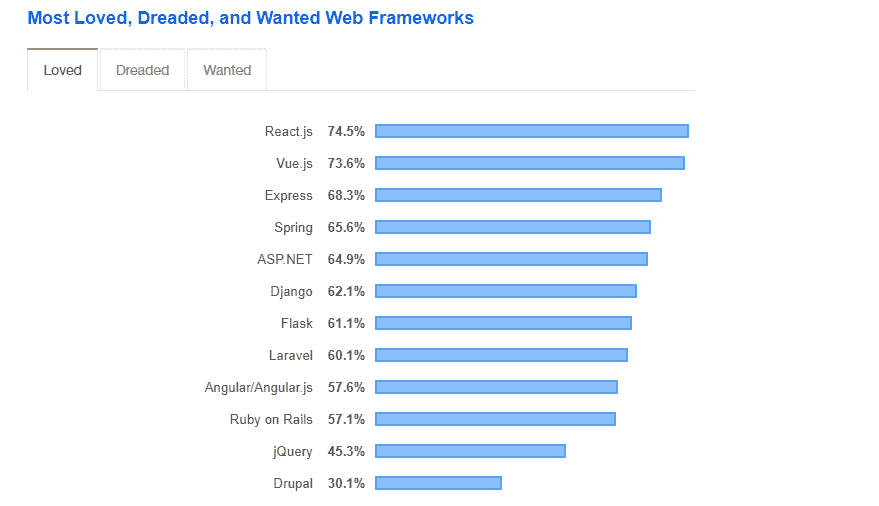 Most Loved, Dreaded, and Wanted Web Frameworks
Loved Dreaded Wanted
React.js 74.5%
Vue.js 73.6%
Express 68.3%
Spring 65.6%
ASP.NET 64.9%
Django 62.1%
Flask 61.1%
Laravel 60.1%
Angular/Angular.js 57.6%
Ruby on Rails 57.1%
jQuery 45.3%
Drupal 30.1%